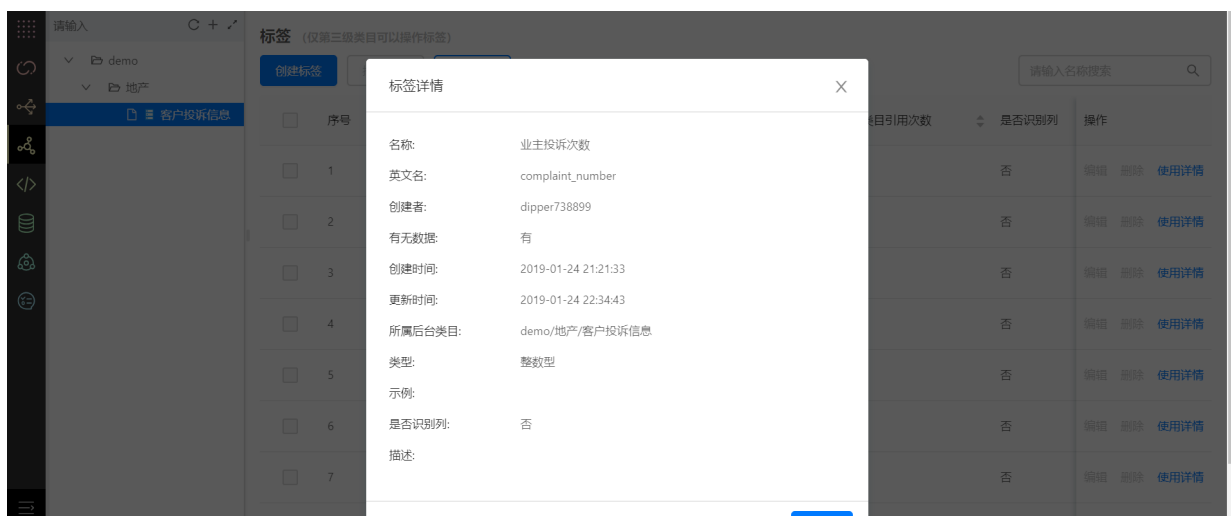 请输入
demo
地产
客户投诉信息
标签 (仅第三级类目可以操作标签)
创建标签
请输入名称搜索
序号
类目引用次数
是否识别列
操作
1
否
编辑 删除 使用详情
2
否
编辑 删除 使用详情
3
否
编辑 删除 使用详情
4
否
编辑 删除 使用详情
5
否
编辑 删除 使用详情
6
否
编辑 删除 使用详情
7
否
编辑 删除 使用详情
标签详情
名称: 业主投诉次数
英文名: complaint_number
创建者: dipper738899
有无数据: 有
创建时间: 2019-01-24 21:21:33
更新时间: 2019-01-24 22:34:43
所属后台类目: demo/地产/客户投诉信息
类型: 整数型
示例:
是否识别列: 否
描述: